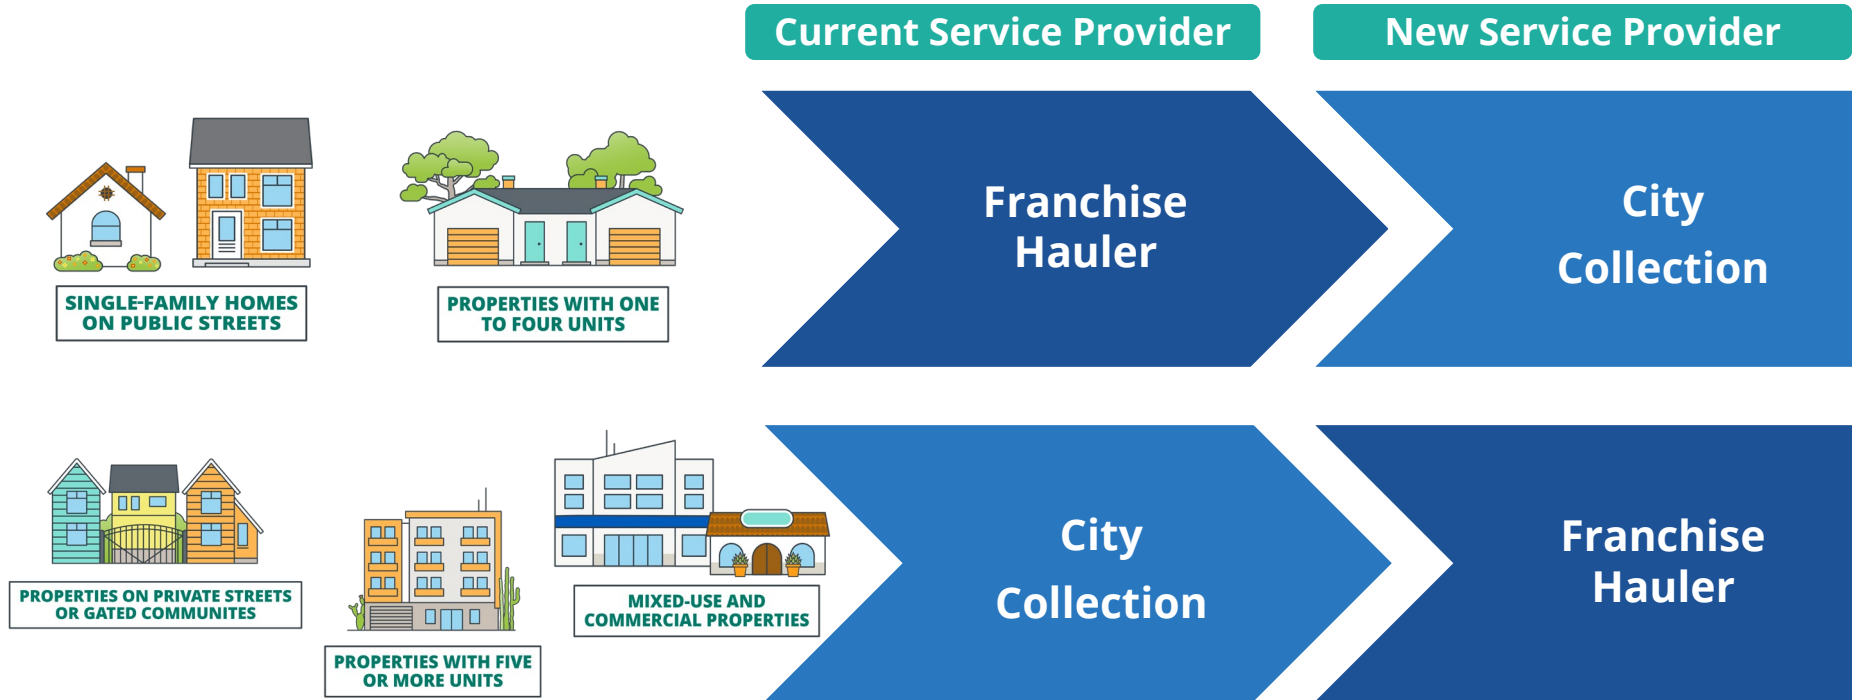 Current Service Provider
New Service Provider
SINGLE-FAMILY HOMES
ON PUBLIC STREETS
PROPERTIES WITH ONE
TO FOUR UNITS
Franchise
Hauler
City
Collection
PROPERTIES ON PRIVATE STREETS
OR GATED COMMUNITES
PROPERTIES WITH FIVE
OR MORE UNITS
MIXED-USE AND
COMMERCIAL PROPERTIES
City
Collection
Franchise
Hauler